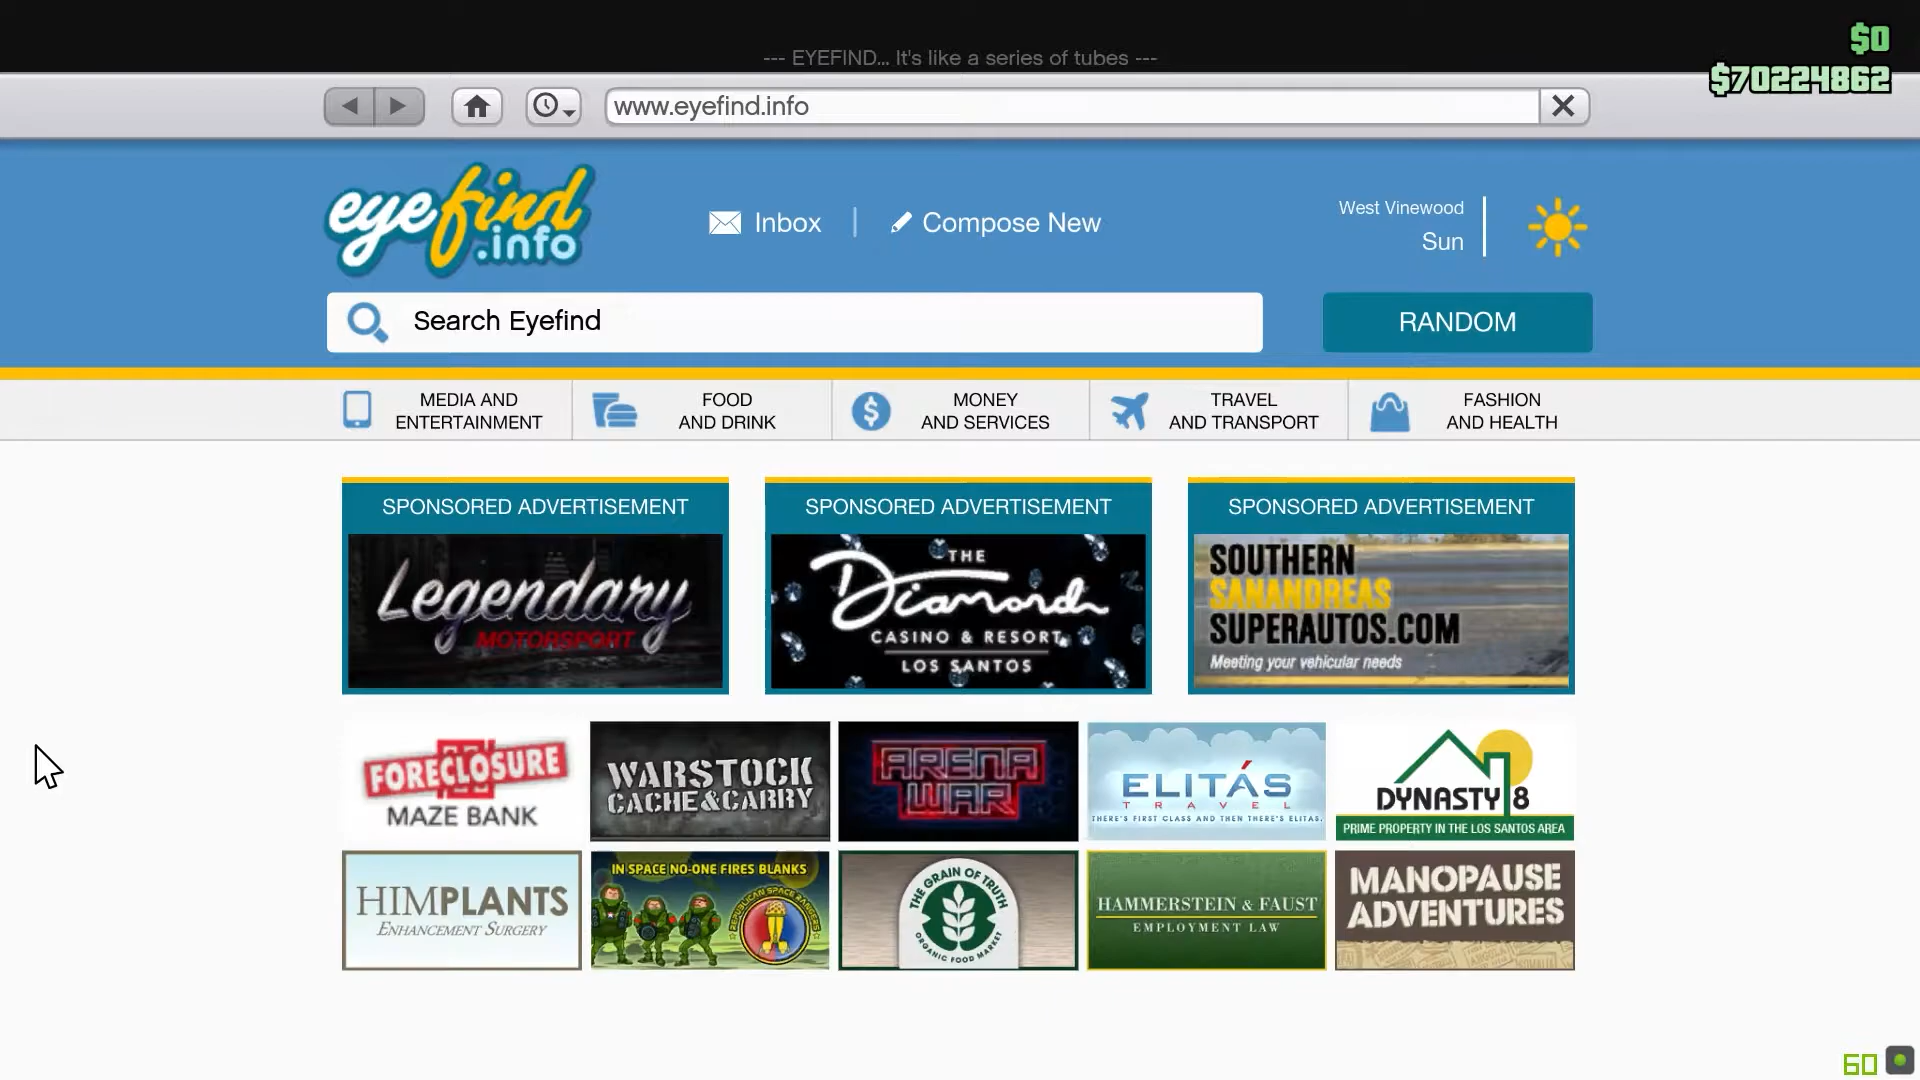 --- EYEFIND... It's like a series of tubes ---
$0
$70224862
www.eyefind.info
eyefind
.info
Inbox
Compose New
West Vinewood
Sun
Search Eyefind
RANDOM
MEDIA AND
ENTERTAINMENT
FOOD
AND DRINK
MONEY
AND SERVICES
TRAVEL
AND TRANSPORT
FASHION
AND HEALTH
SPONSORED ADVERTISEMENT
Legendary
MOTORSPORT
SPONSORED ADVERTISEMENT
THE
Diamond
CASINO & RESORT
LOS SANTOS
SPONSORED ADVERTISEMENT
SOUTHERN
SANANDREAS
SUPERAUTOS.COM
Meeting your vehicular needs
FORECLOSURE
MAZE BANK
WARSTOCK
CACHE&CARRY
ARENA
WAR
ELITÁS
TRAVEL
THERE'S FIRST CLASS AND THEN THERE'S ELITAS.
DYNASTY 8
PRIME PROPERTY IN THE LOS SANTOS AREA
HIMPLANTS
ENHANCEMENT SURGERY
IN SPACE NO-ONE FIRES BLANKS
REPUBLICAN SPACE RANGERS
THE GRAIN OF TRUTH
ORGANIC FOOD MARKET
HAMMERSTEIN & FAUST
EMPLOYMENT LAW
MANOPAUSE
ADVENTURES
60